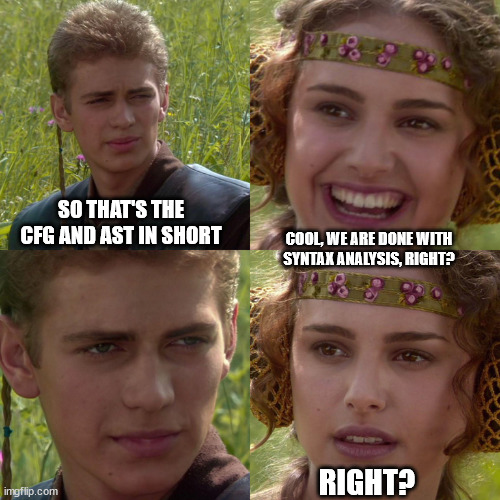 SO THAT'S THE
CFG AND AST IN SHORT
COOL, WE ARE DONE WITH
SYNTAX ANALYSIS, RIGHT?
RIGHT?
imgflip.com